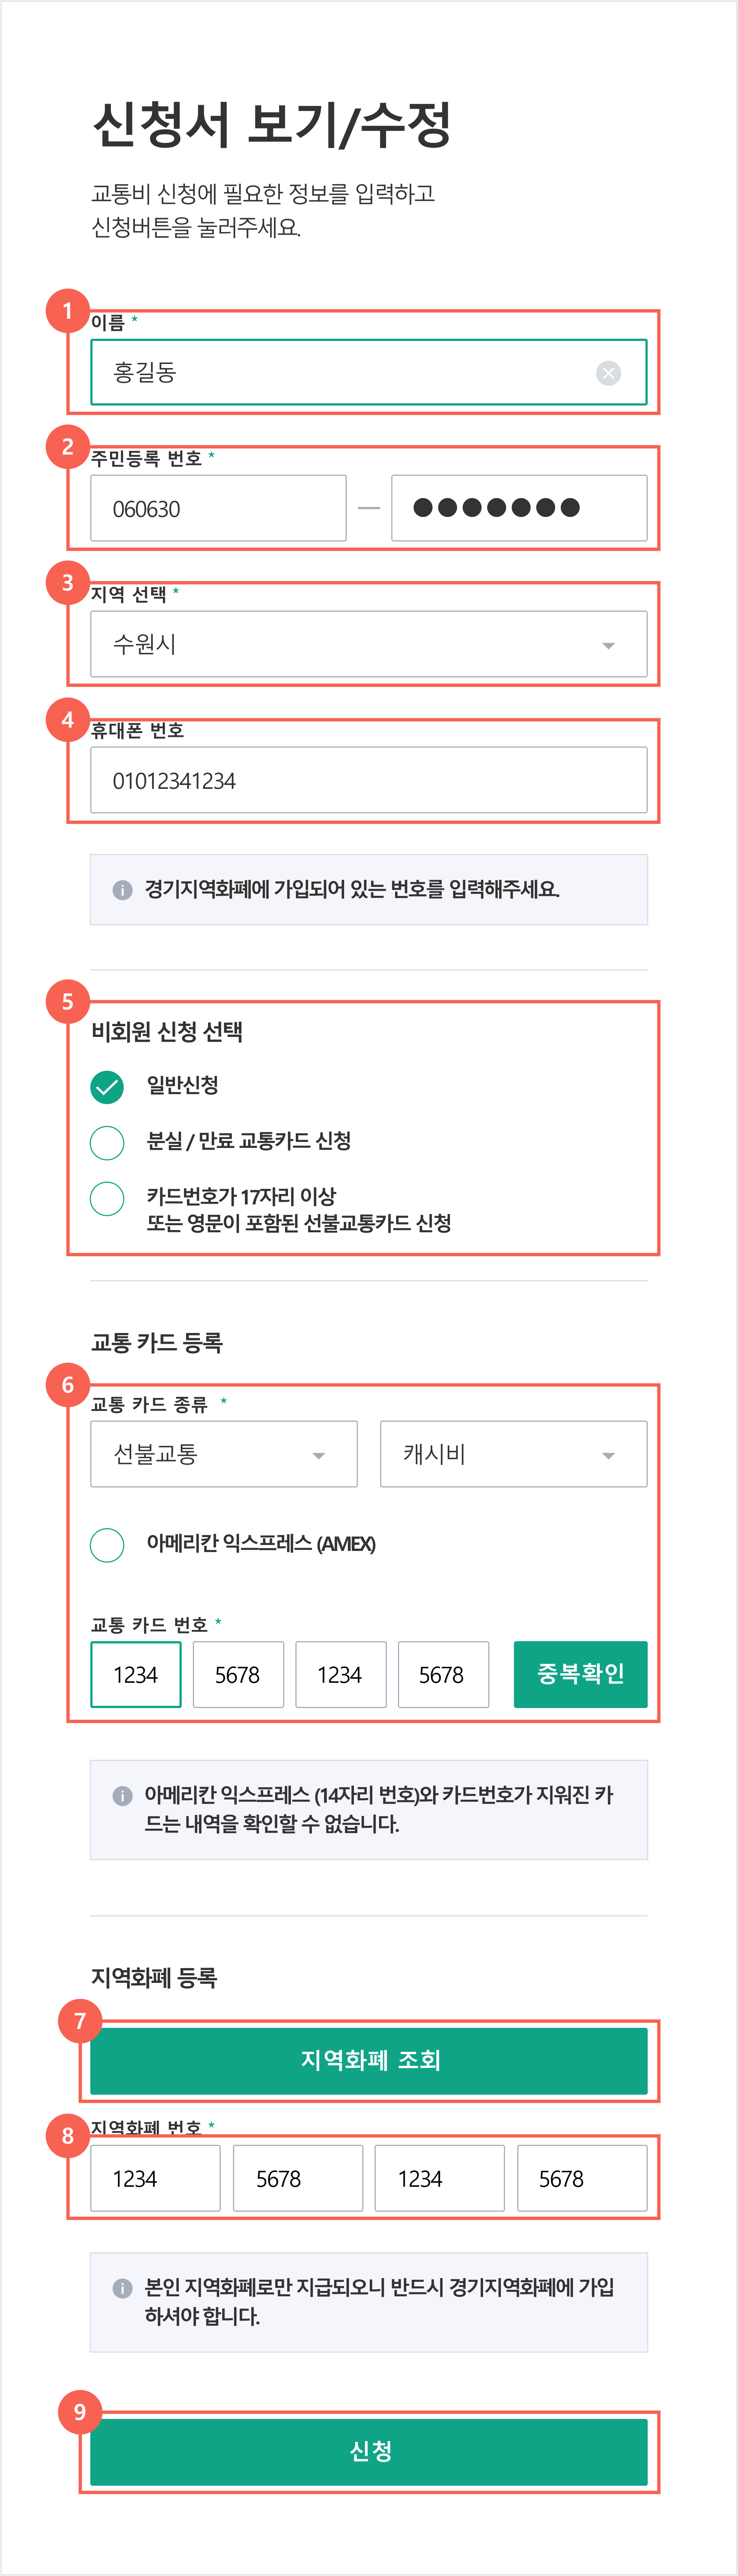 신청서 보기/수정
교통비 신청에 필요한 정보를 입력하고
신청버튼을 눌러주세요.
1
이름 *
홍길동
2
주민등록 번호 *
060630 — ●●●●●●●
3
지역 선택 *
수원시
4
휴대폰 번호
01012341234
경기지역화폐에 가입되어 있는 번호를 입력해주세요.
5
비회원 신청 선택
일반신청
분실 / 만료 교통카드 신청
카드번호가 17자리 이상
또는 영문이 포함된 선불교통카드 신청
교통 카드 등록
6
교통 카드 종류 *
선불교통 캐시비
아메리칸 익스프레스 (AMEX)
교통 카드 번호 *
1234 5678 1234 5678 중복확인
아메리칸 익스프레스 (14자리 번호)와 카드번호가 지워진 카
드는 내역을 확인할 수 없습니다.
지역화폐 등록
7
지역화폐 조회
8
지역화폐 번호 *
1234 5678 1234 5678
본인 지역화폐로만 지급되오니 반드시 경기지역화폐에 가입
하셔야 합니다.
9
신청